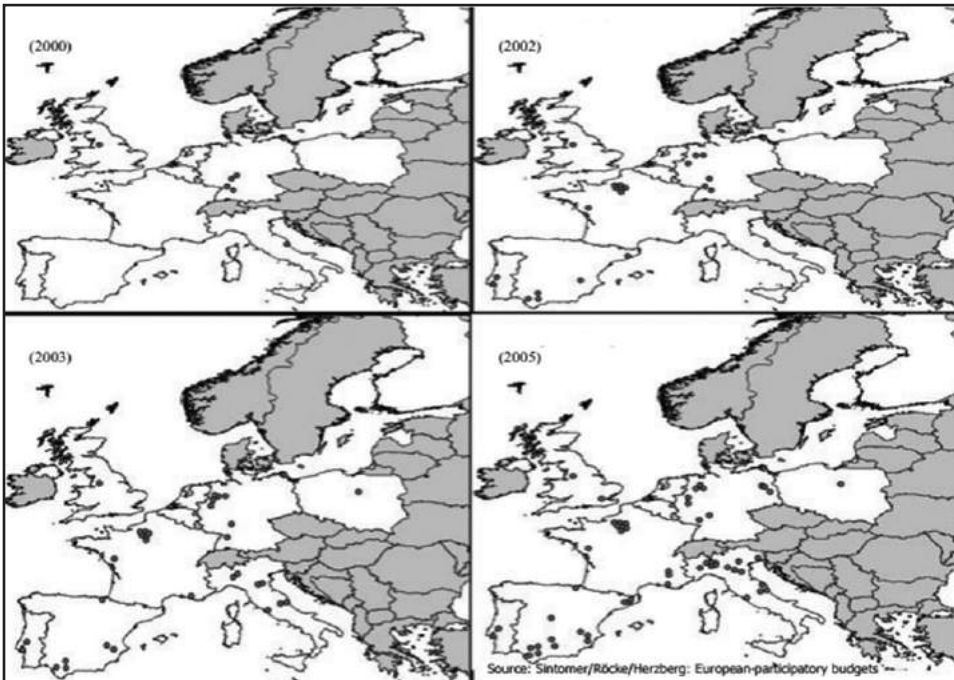 (2000)
(2002)
(2003)
(2005)
Source: Sintomer/Röcke/Herzberg: European-participatory budgets